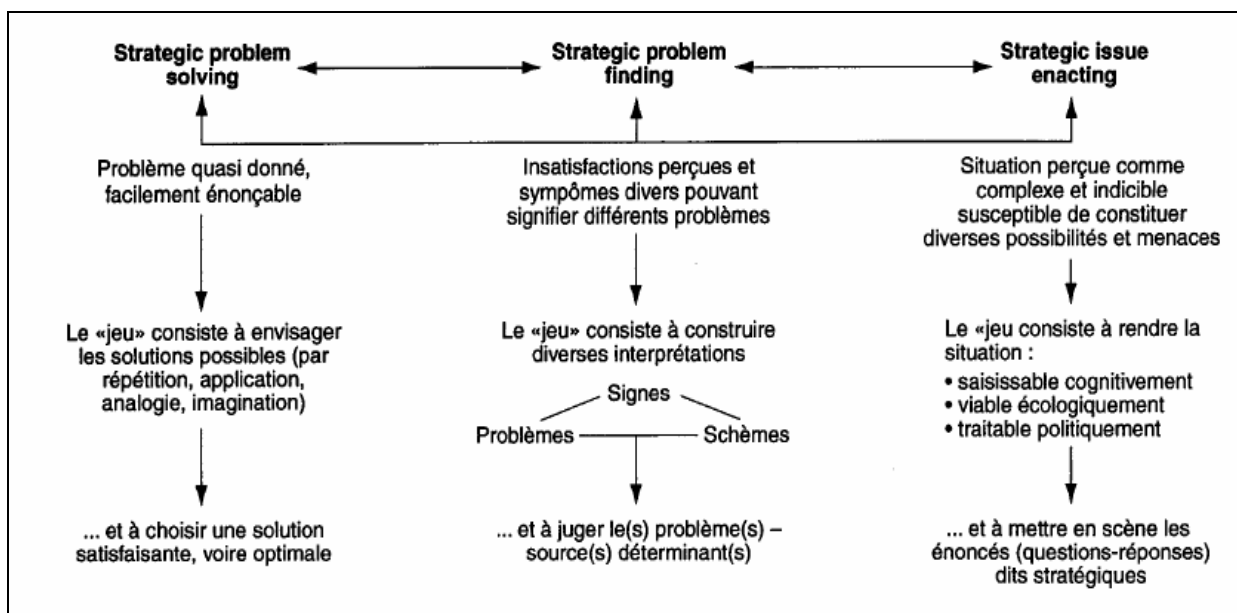 Strategic problem
solving
Strategic problem
finding
Strategic issue
enacting
Problème quasi donné,
facilement énonçable
Insatisfactions perçues et
sympômes divers pouvant
signifier différents problèmes
Situation perçue comme
complexe et indicible
susceptible de constituer
diverses possibilités et menaces
Le «jeu» consiste à envisager
les solutions possibles (par
répétition, application,
analogie, imagination)
Le «jeu» consiste à construire
diverses interprétations
Signes
Problèmes
Schèmes
Le «jeu consiste à rendre la
situation :
• saisissable cognitivement
• viable écologiquement
• traitable politiquement
... et à choisir une solution
satisfaisante, voire optimale
... et à juger le(s) problème(s) –
source(s) déterminant(s)
... et à mettre en scène les
énoncés (questions-réponses)
dits stratégiques